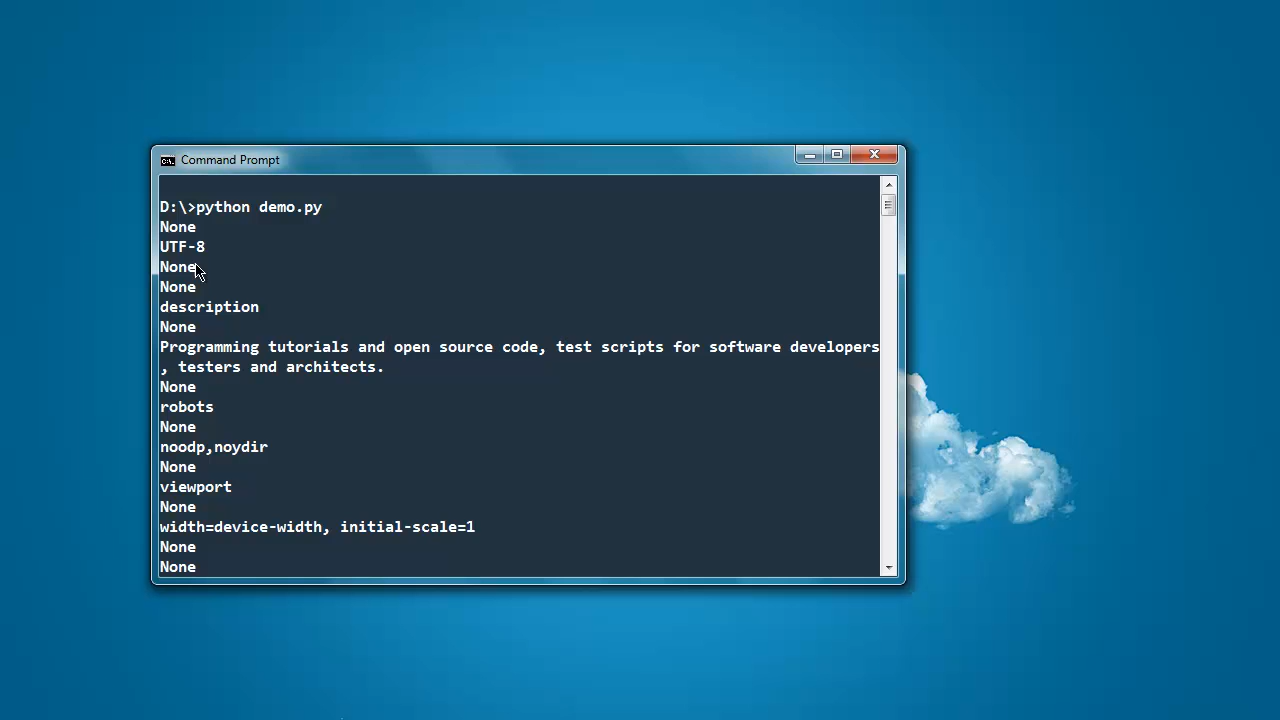 Command Prompt
D:\>python demo.py
None
UTF-8
None
None
description
None
Programming tutorials and open source code, test scripts for software developers
, testers and architects.
None
robots
None
noodp,noydir
None
viewport
None
width=device-width, initial-scale=1
None
None